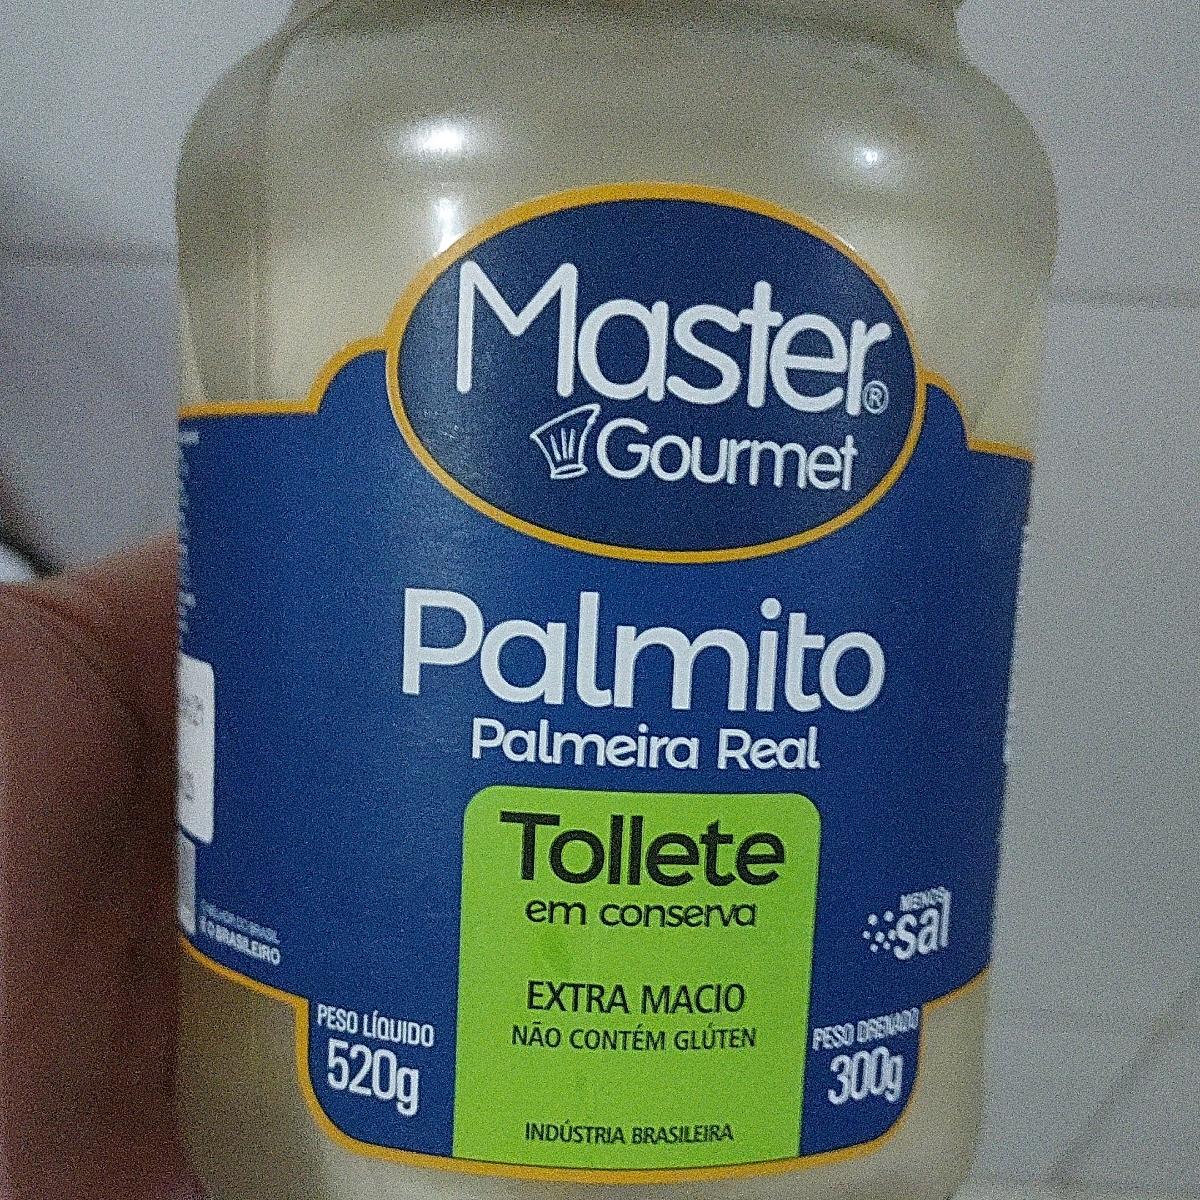 Master®
Gourmet
Palmito
Palmeira Real
Tollete
em conserva
EXTRA MACIO
NÃO CONTÉM GLÚTEN
INDÚSTRIA BRASILEIRA
MENOS
sal
BRASILEIRO
PESO LÍQUIDO
520g
PESO DRENADO
300g